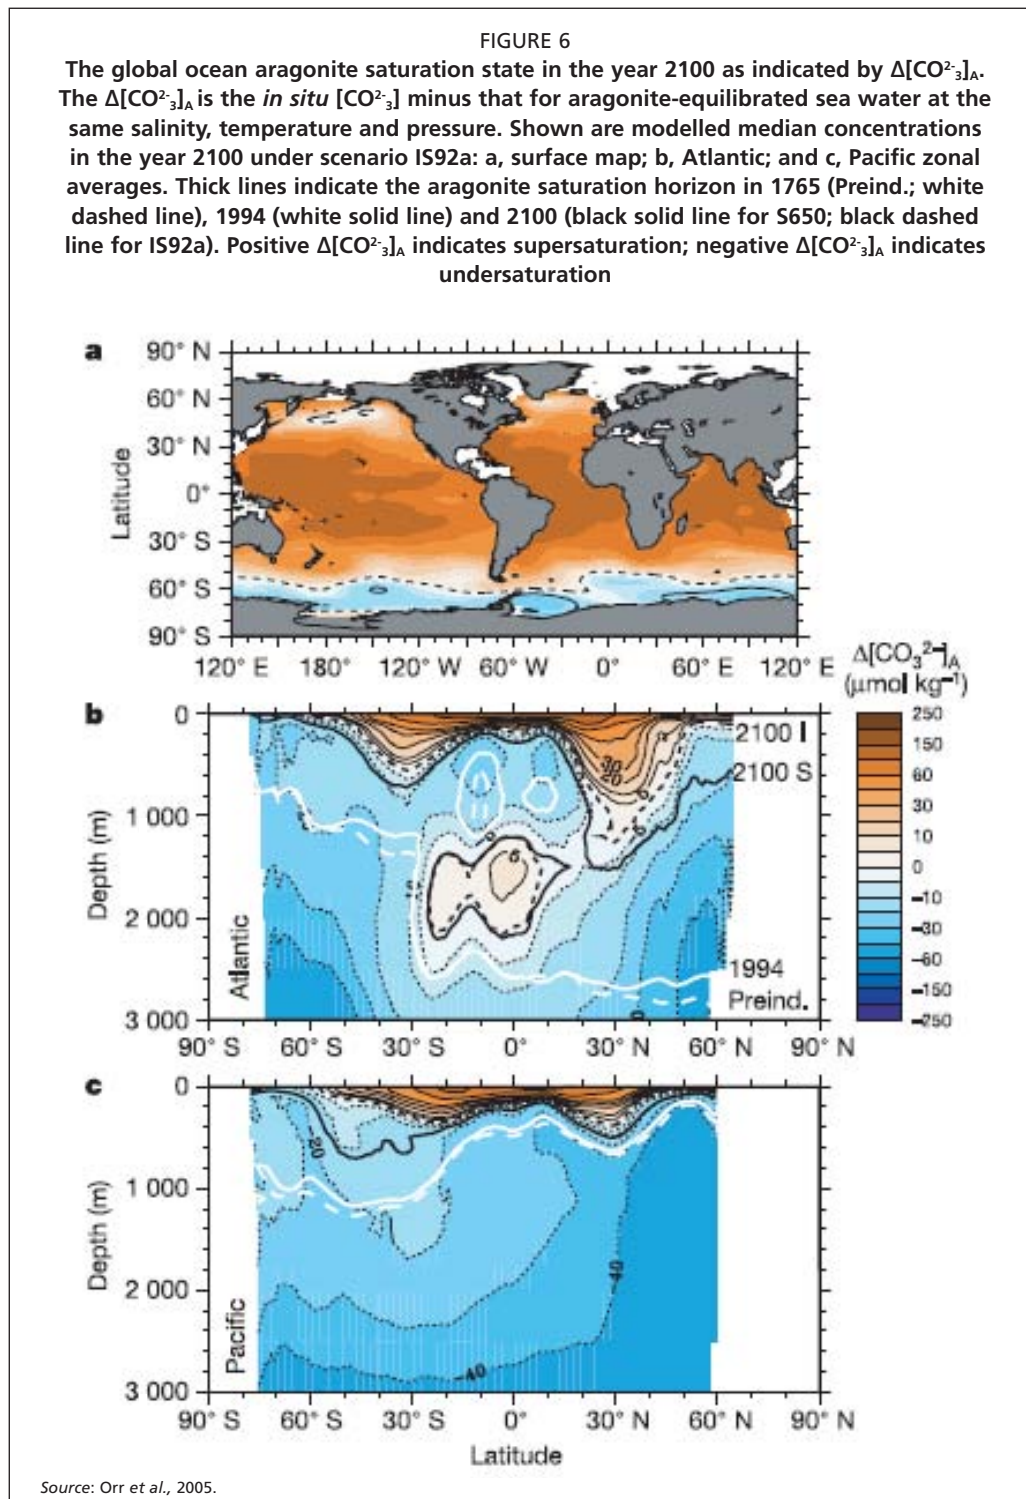 FIGURE 6
The global ocean aragonite saturation state in the year 2100 as indicated by Δ[CO²⁻₃]A.
The Δ[CO²⁻₃]A is the in situ [CO²⁻₃] minus that for aragonite-equilibrated sea water at the
same salinity, temperature and pressure. Shown are modelled median concentrations
in the year 2100 under scenario IS92a: a, surface map; b, Atlantic; and c, Pacific zonal
averages. Thick lines indicate the aragonite saturation horizon in 1765 (Preind.; white
dashed line), 1994 (white solid line) and 2100 (black solid line for S650; black dashed
line for IS92a). Positive Δ[CO²⁻₃]A indicates supersaturation; negative Δ[CO²⁻₃]A indicates
undersaturation
a
90° N
60° N
30° N
0°
30° S
60° S
90° S
Latitude
120° E 180° 120° W 60° W 0° 60° E 120° E
Δ[CO₃²⁻]A
(μmol kg⁻¹)
250
150
60
30
10
0
-10
-30
-60
-150
-250
b
0
1 000
2 000
3 000
Depth (m)
Atlantic
2100 I
2100 S
1994
Preind.
30
20
0
0
0
0
90° S 60° S 30° S 0° 30° N 60° N 90° N
c
0
1 000
2 000
3 000
Depth (m)
Pacific
-20
-40
-40
90° S 60° S 30° S 0° 30° N 60° N 90° N
Latitude
Source: Orr et al., 2005.